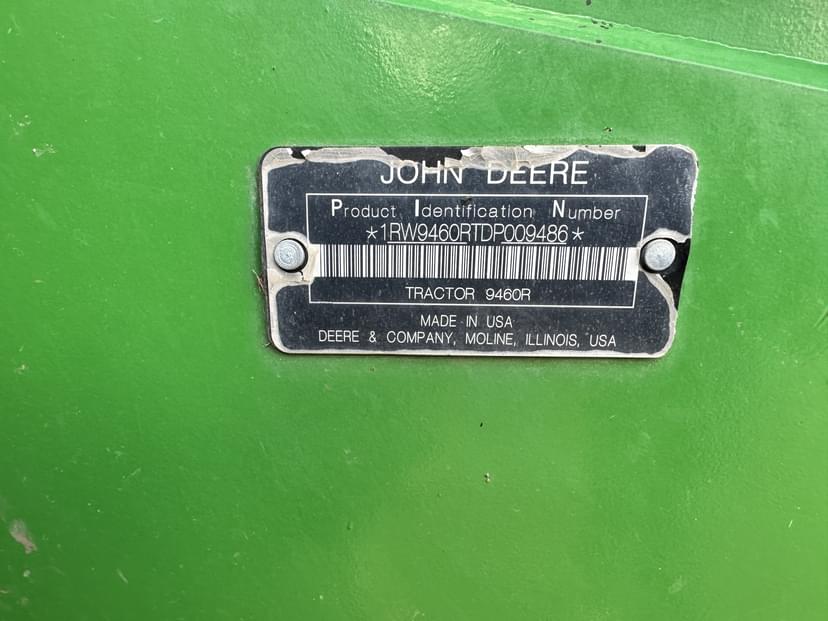 JOHN DEERE
Product Identification Number
*1RW9460RTDP009486*
TRACTOR 9460R
MADE IN USA
DEERE & COMPANY, MOLINE, ILLINOIS, USA